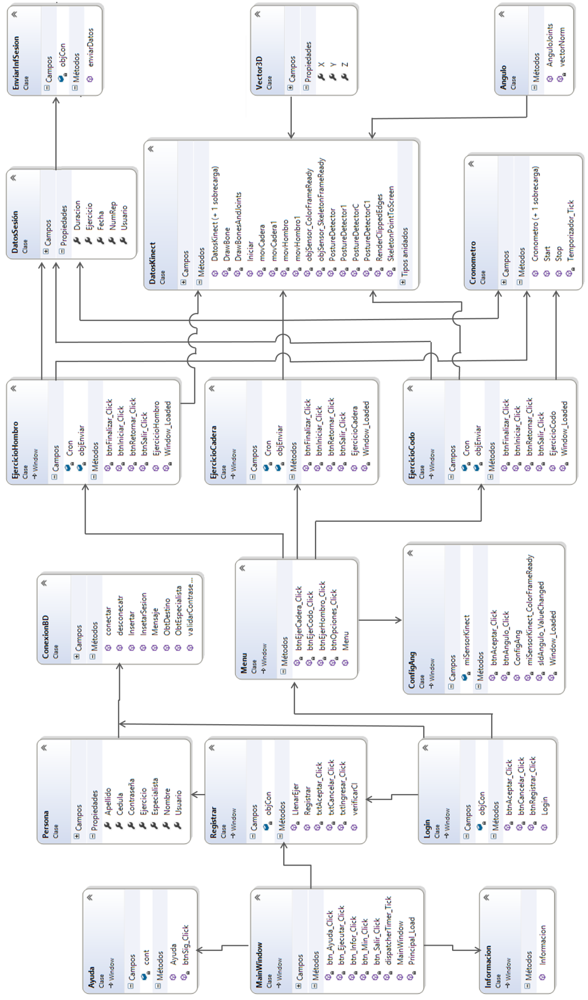 Ayuda
Clase
Window
Campos
cont
Métodos
Ayuda
btnSig_Click
MainWindow
Clase
Window
Campos
Métodos
btn_Ayuda_Click
btn_Ejecutar_Click
btn_Infor_Click
btn_Min_Click
btn_Salir_Click
dispatcherTimer_Tick
MainWindow
Principal_Load
Informacion
Clase
Window
Métodos
Informacion
Persona
Clase
Campos
Propiedades
Apellido
Cedula
Contraseña
Ejercicio
Especialista
Nombre
Usuario
Registrar
Clase
Window
Campos
objCon
Métodos
LlenarEjer
Registrar
txtAceptar_Click
txtCancelar_Click
txtIngresar_Click
verificarCI
Login
Clase
Window
Campos
objCon
Métodos
btnAceptar_Click
btnCancelar_Click
btnRegistrar_Click
Login
ConexionBD
Clase
Campos
Métodos
conectar
desconecatr
Insertar
InsetarSesion
Mensaje
ObtDestino
ObtEspecialista
validarContrase...
Menu
Clase
Window
Métodos
btnEjerCadera_Click
btnEjerCodo_Click
btnEjerHombro_Click
btnOpciones_Click
Menu
ConfigAng
Clase
Window
Campos
miSensorKinect
Métodos
btnAceptar_Click
btnAngulo_Click
ConfigAng
miSensorKinect_ColorFrameReady
sldAngulo_ValueChanged
Window_Loaded
EjercicioHombro
Clase
Window
Campos
Cron
objEnviar
Métodos
btnFinalizar_Click
btnIniciar_Click
btnRetornar_Click
btnSalir_Click
EjercicioHombro
Window_Loaded
EjercicioCadera
Clase
Window
Campos
Cron
objEnviar
Métodos
btnFinalizar_Click
btnIniciar_Click
btnRetornar_Click
btnSalir_Click
EjercicioCadera
Window_Loaded
EjercicioCodo
Clase
Window
Campos
Cron
objEnviar
Métodos
btnFinalizar_Click
btnIniciar_Click
btnRetornar_Click
btnSalir_Click
EjercicioCodo
Window_Loaded
DatosSesión
Clase
Campos
Propiedades
Duracion
Ejercicio
Fecha
NumRep
Usuario
DatosKinect
Clase
Campos
Métodos
DatosKinect (+ 1 sobrecarga)
DrawBone
DrawBonesAndJoints
Iniciar
movCadera
movCadera1
movHombro
movHombro1
objSensor_ColorFrameReady
objSensor_SkeletonFrameReady
PostureDetector
PostureDetector1
PostureDetectorC
PostureDetectorC1
RenderClippedEdges
SkeletonPointToScreen
Tipos anidados
Cronometro
Clase
Campos
Métodos
Cronometro (+ 1 sobrecarga)
Start
Stop
Temporizador_Tick
EnviarInfSesion
Clase
Campos
objCon
Métodos
enviarDatos
Vector3D
Clase
Campos
Propiedades
X
Y
Z
Angulo
Clase
Métodos
AnguloJoints
vectorNorm